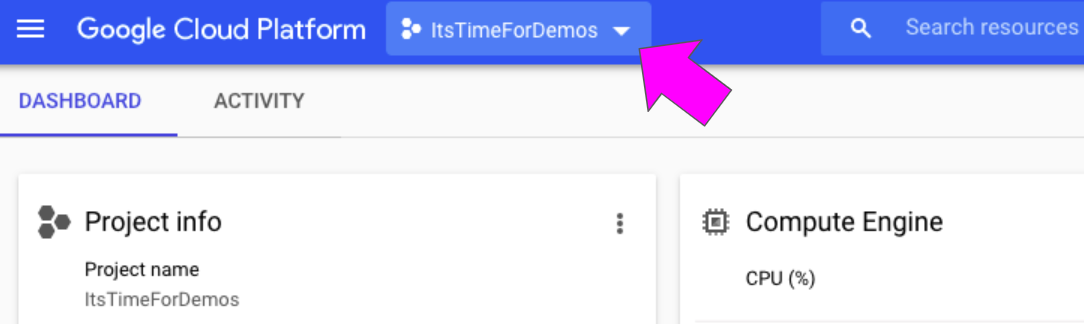 Google Cloud Platform
ItsTimeForDemos
Search resources
DASHBOARD
ACTIVITY
Project info
Project name
ItsTimeForDemos
Compute Engine
CPU (%)